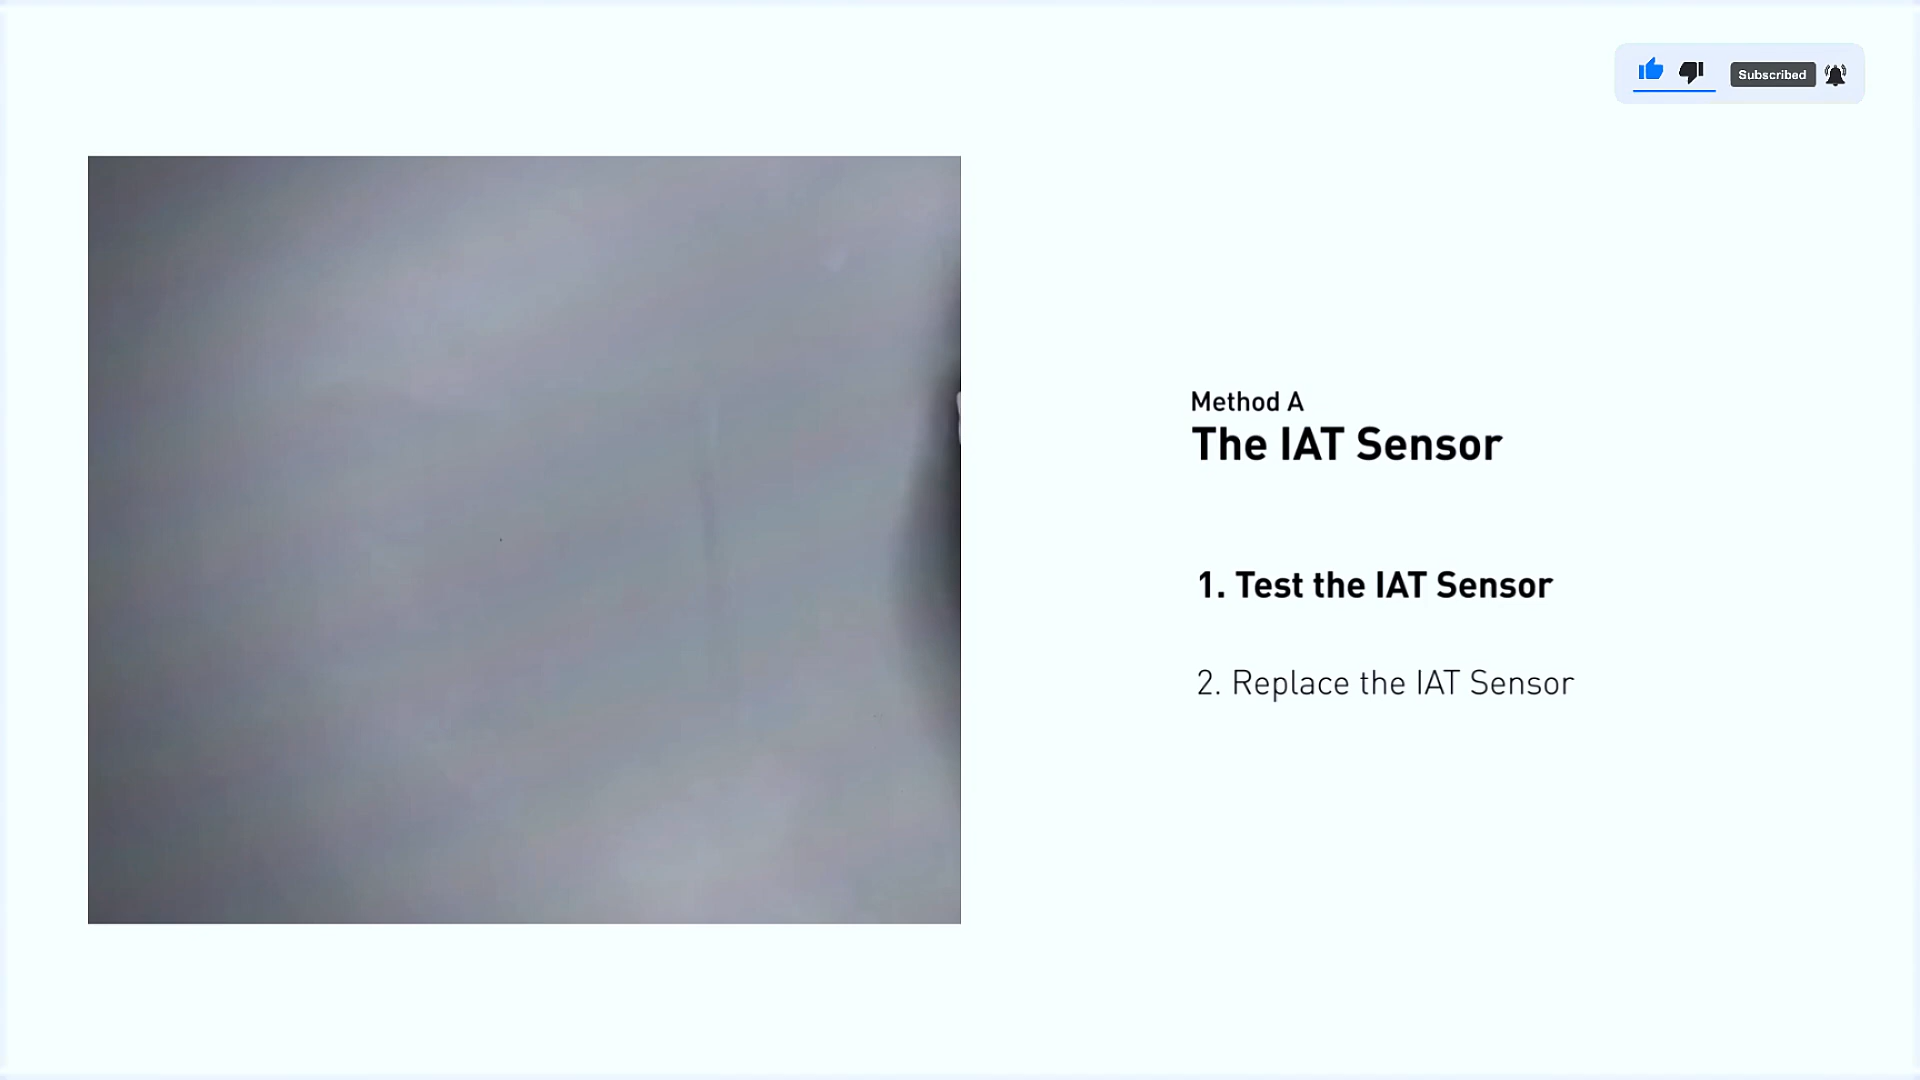 Subscribed
Method A
The IAT Sensor
1. Test the IAT Sensor
2. Replace the IAT Sensor